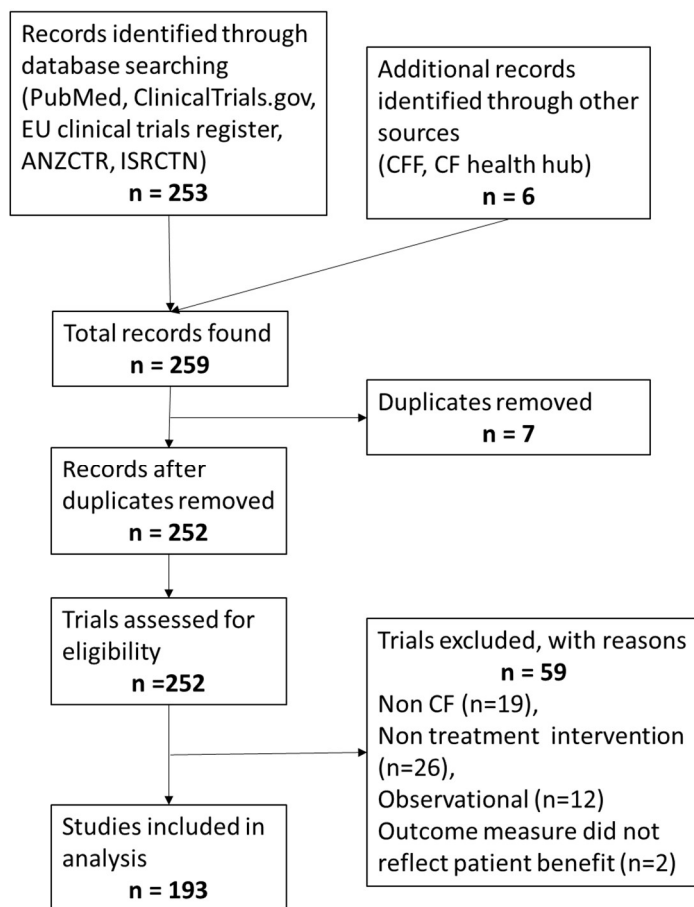 Records identified through
database searching
(PubMed, ClinicalTrials.gov,
EU clinical trials register,
ANZCTR, ISRCTN)
n = 253
Additional records
identified through other
sources
(CFF, CF health hub)
n = 6
Total records found
n = 259
Duplicates removed
n = 7
Records after
duplicates removed
n = 252
Trials assessed for
eligibility
n =252
Trials excluded, with reasons
n = 59
Non CF (n=19),
Non treatment intervention
(n=26),
Observational (n=12)
Outcome measure did not
reflect patient benefit (n=2)
Studies included in
analysis
n = 193